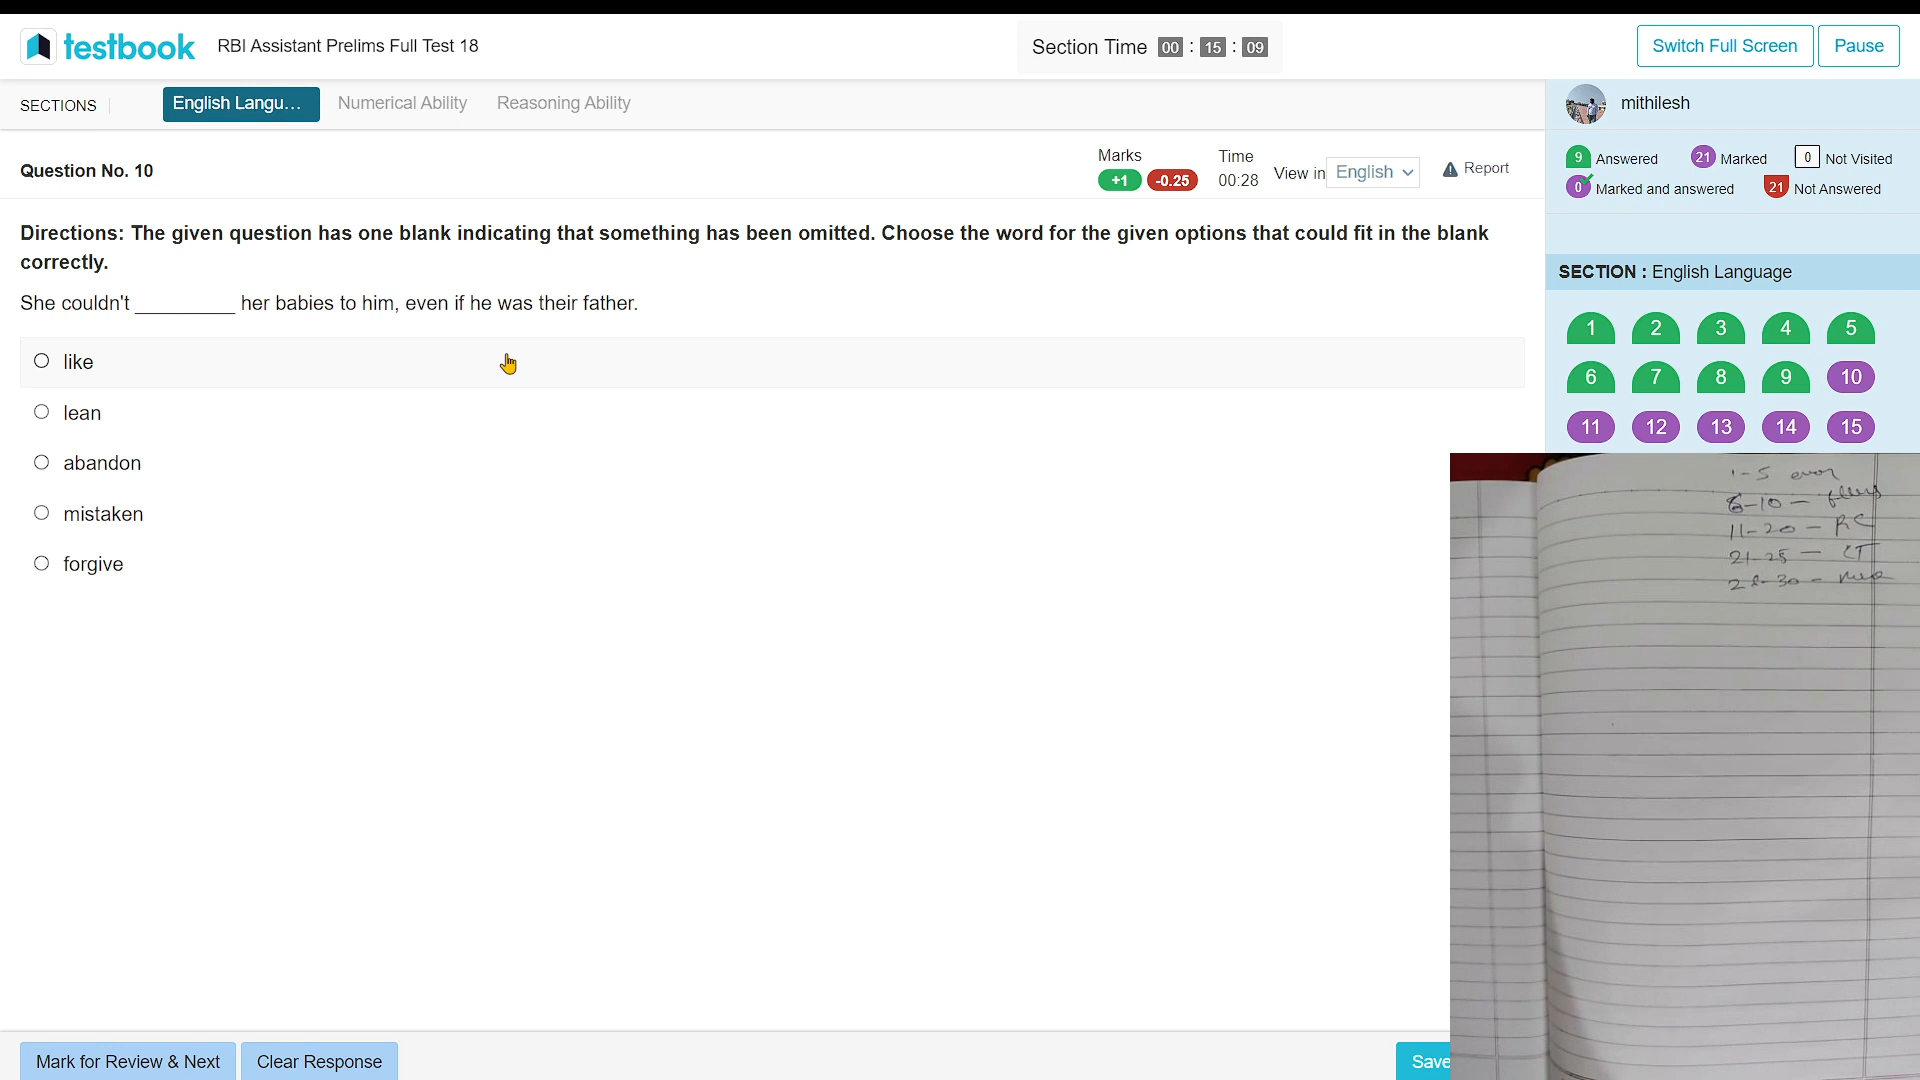 testbook RBI Assistant Prelims Full Test 18 Section Time 00 : 15 : 09 Switch Full Screen Pause
SECTIONS English Langu... Numerical Ability Reasoning Ability
mithilesh
Question No. 10
Marks
+1 -0.25
Time
00:28
View in English
Report
9 Answered 21 Marked 0 Not Visited
0 Marked and answered 21 Not Answered
Directions: The given question has one blank indicating that something has been omitted. Choose the word for the given options that could fit in the blank
correctly.
She couldn't __________ her babies to him, even if he was their father.
like
lean
abandon
mistaken
forgive
SECTION : English Language
1 2 3 4 5
6 7 8 9 10
11 12 13 14 15
1-5
6-10 -
11-20 - RC
21-25 - CT
Mark for Review & Next Clear Response Save